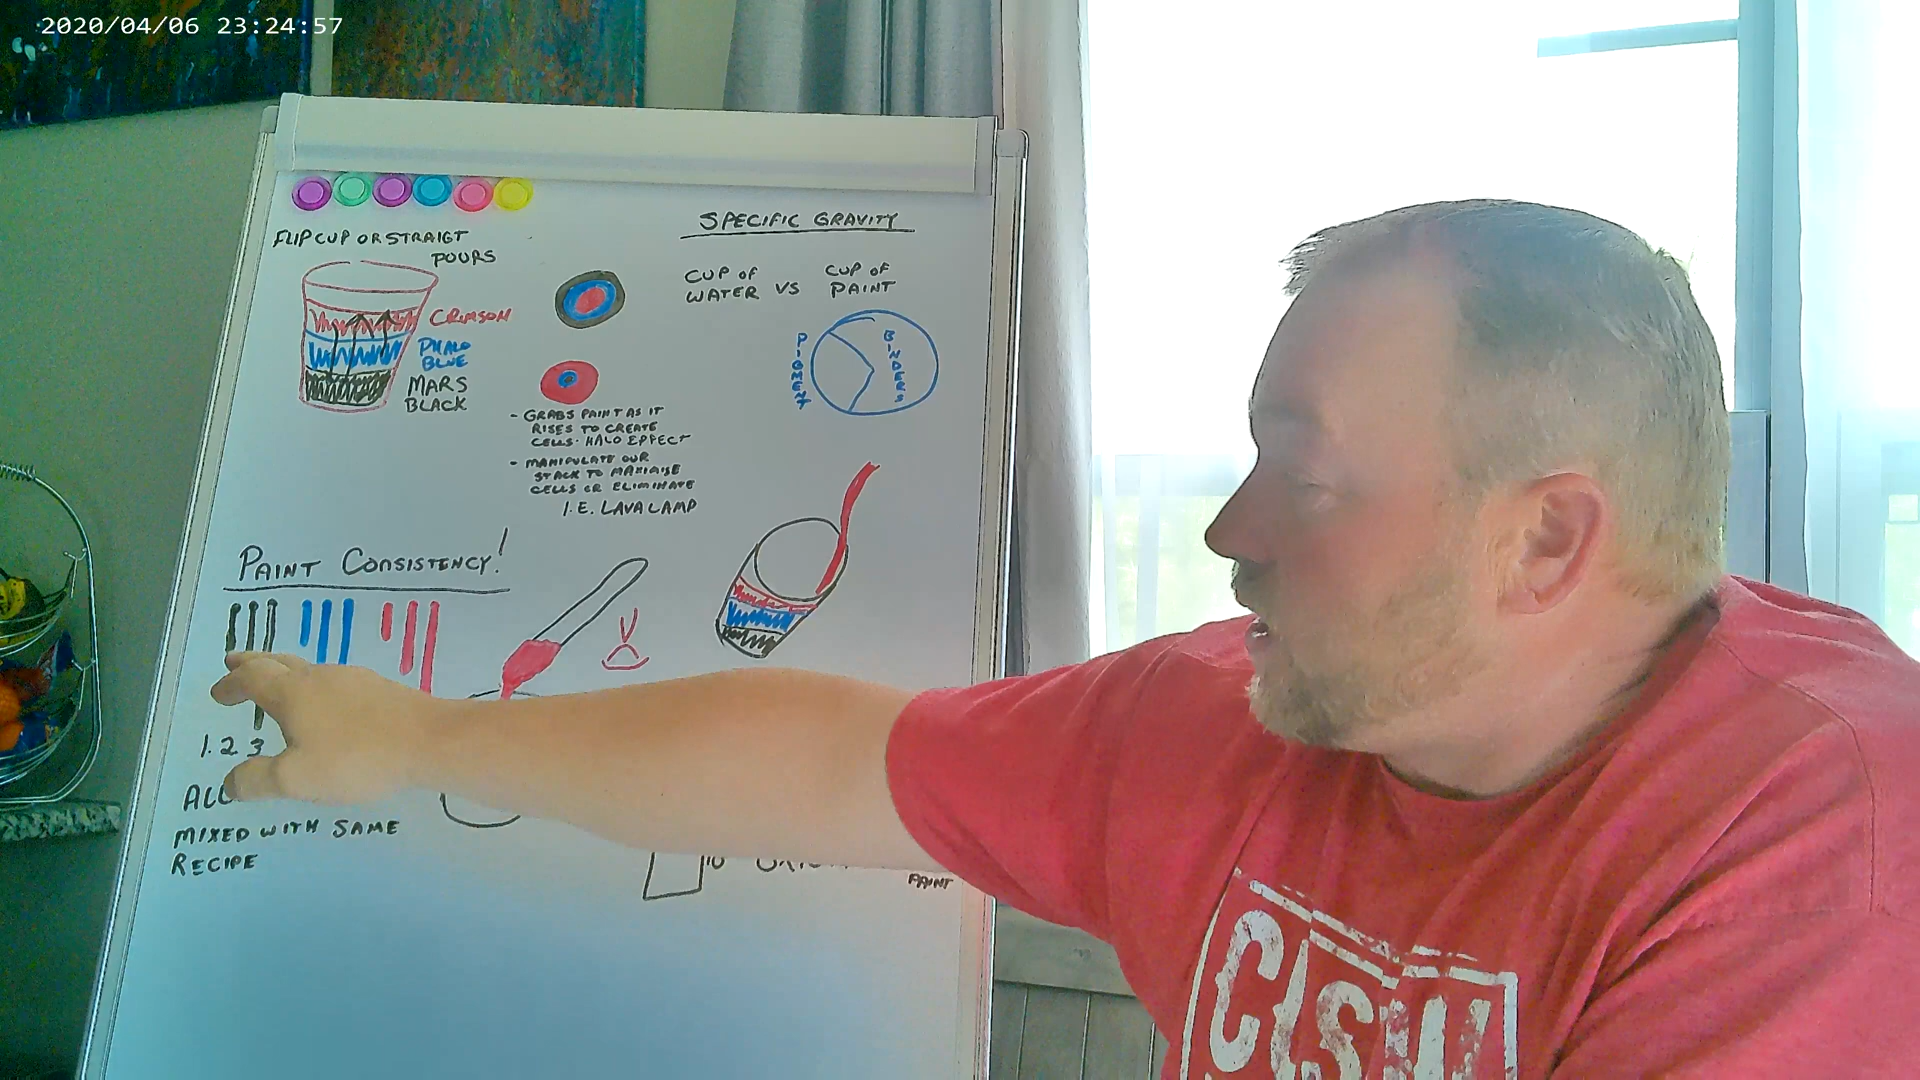 2020/04/06 23:24:57
FLIP CUP OR STRAIGT
POURS
CRIMSON
PHALO
BLUE
MARS
BLACK
- GRABS PAINT AS IT
RISES TO CREATE
CELLS. HALO EFFECT
- MANIPULATE OUR
STACK TO MAXIMISE
CELLS OR ELIMINATE
I.E. LAVA LAMP
SPECIFIC GRAVITY
CUP OF
WATER VS CUP OF
PAINT
PIGMENT
BINDERS
PAINT CONSISTENCY!
1. 2 3
ALL
MIXED WITH SAME
RECIPE
10
PAINT